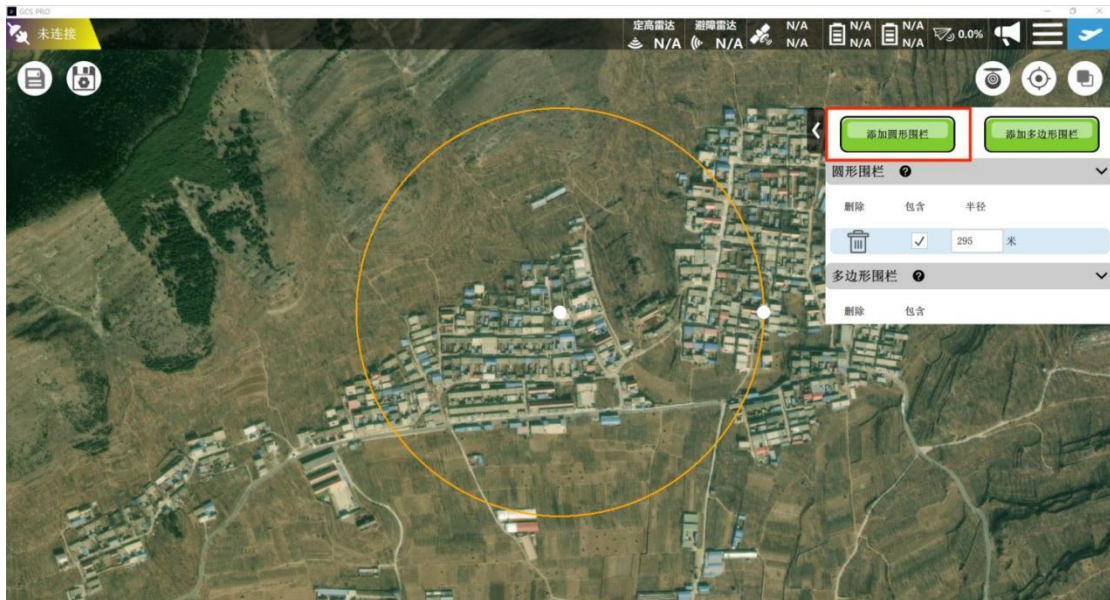 GCS PRO
未连接
定高雷达 N/A
避障雷达 N/A
N/A
N/A
N/A
N/A
N/A
N/A
0.0%
添加圆形围栏
添加多边形围栏
圆形围栏 ?
删除 包含 半径
295 米
多边形围栏 ?
删除 包含